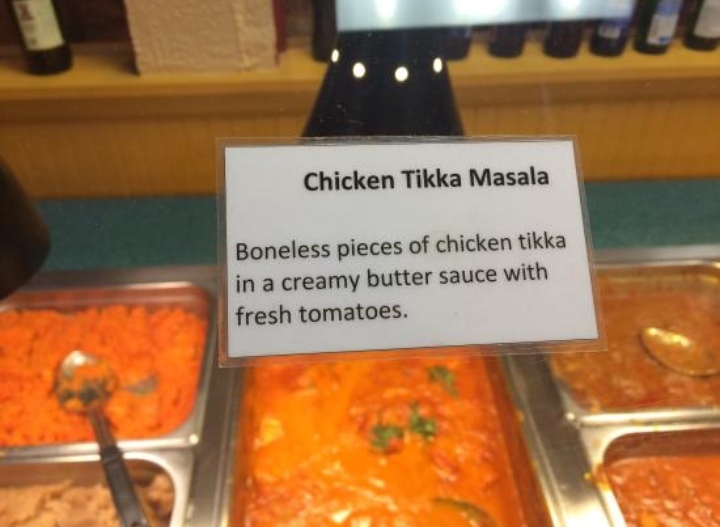 Chicken Tikka Masala
Boneless pieces of chicken tikka
in a creamy butter sauce with
fresh tomatoes.